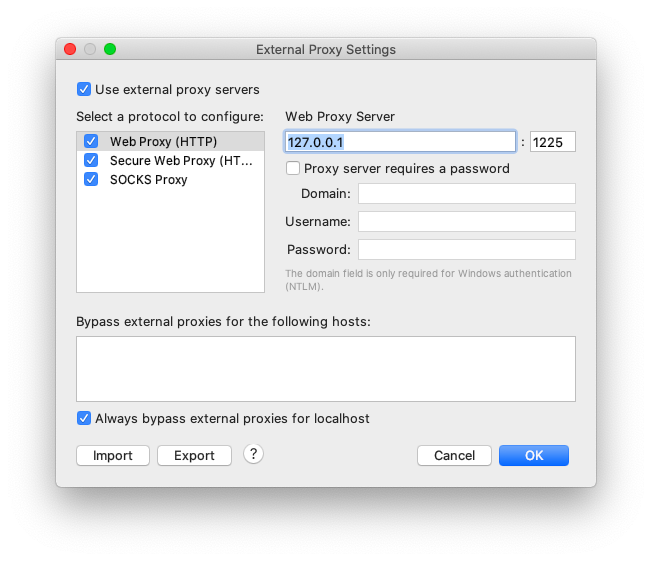 External Proxy Settings
Use external proxy servers
Select a protocol to configure:
Web Proxy (HTTP)
Secure Web Proxy (HT...
SOCKS Proxy
Web Proxy Server
127.0.0.1 : 1225
Proxy server requires a password
Domain:
Username:
Password:
The domain field is only required for Windows authentication
(NTLM).
Bypass external proxies for the following hosts:
Always bypass external proxies for localhost
Import Export ? Cancel OK